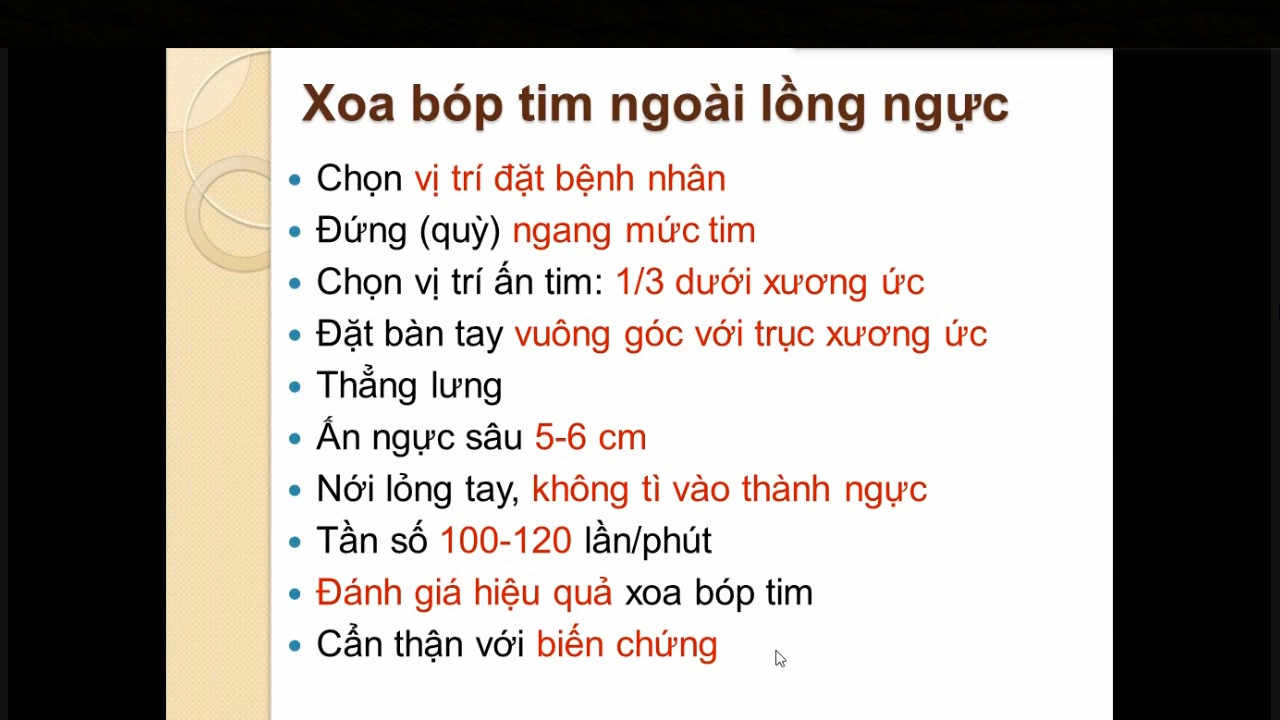 Xoa bóp tim ngoài lồng ngực
Chọn vị trí đặt bệnh nhân
Đứng (quỳ) ngang mức tim
Chọn vị trí ấn tim: 1/3 dưới xương ức
Đặt bàn tay vuông góc với trục xương ức
Thẳng lưng
Ấn ngực sâu 5-6 cm
Nới lỏng tay, không tì vào thành ngực
Tần số 100-120 lần/phút
Đánh giá hiệu quả xoa bóp tim
Cẩn thận với biến chứng